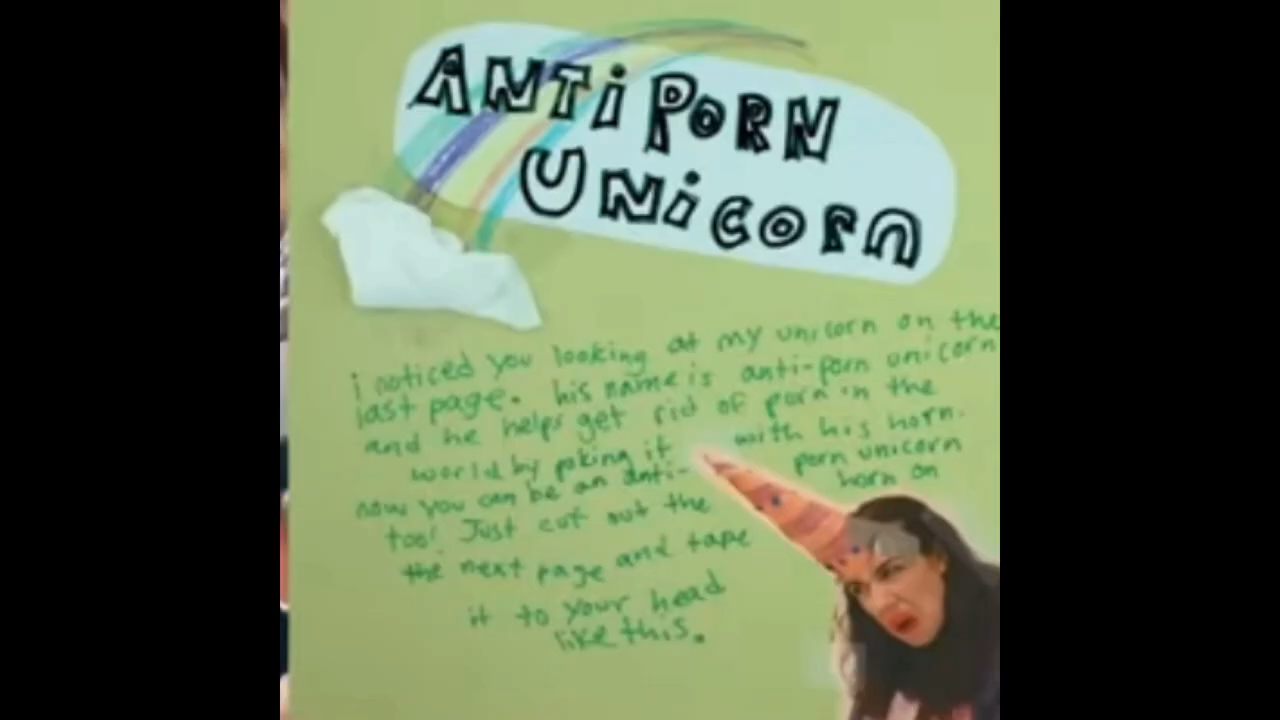 ANTi PORN
UNicorn
i noticed you looking at my unicorn on the
last page. his name is anti-porn unicorn
and he helps get rid of porn in the
world by poking it with his horn.
now you can be an anti- porn unicorn
too! Just cut out the horn on
the next page and tape
it to your head
like this.